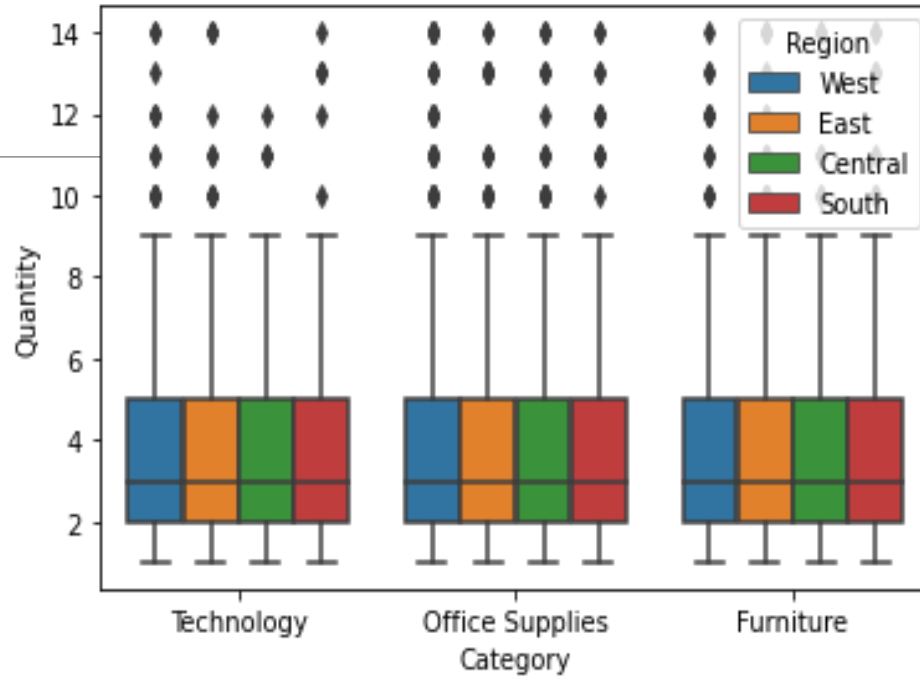 14
12
10
8
6
4
2
Quantity
Region
West
East
Central
South
Technology
Office Supplies
Furniture
Category